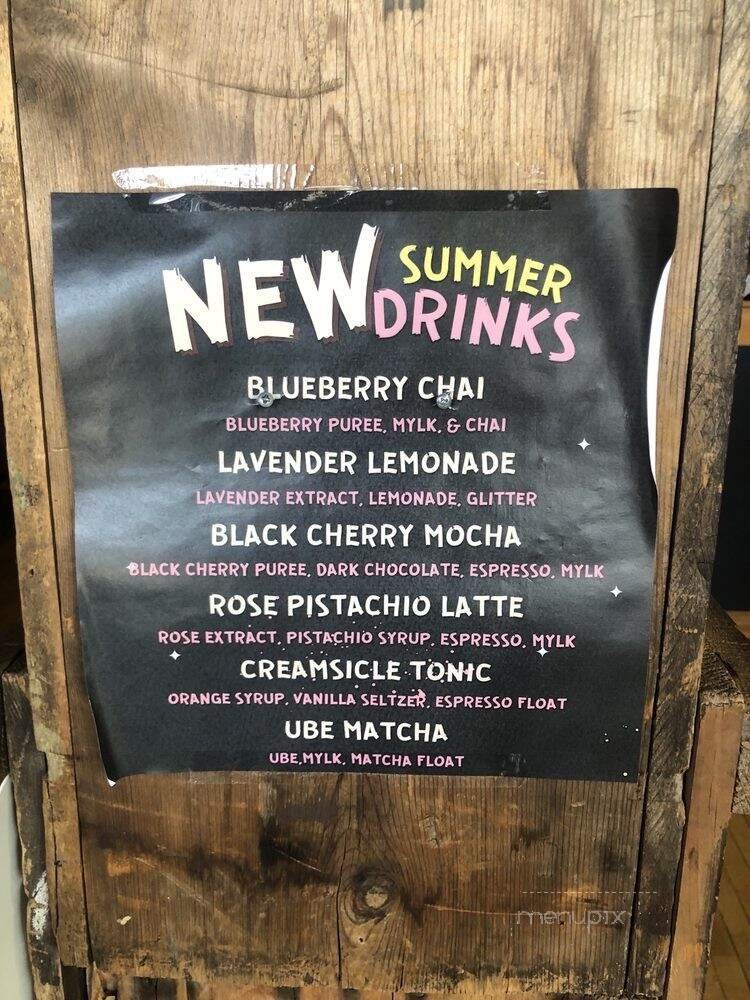 NEW SUMMER DRINKS
BLUEBERRY CHAI
BLUEBERRY PUREE, MYLK, & CHAI
LAVENDER LEMONADE
LAVENDER EXTRACT, LEMONADE, GLITTER
BLACK CHERRY MOCHA
BLACK CHERRY PUREE, DARK CHOCOLATE, ESPRESSO, MYLK
ROSE PISTACHIO LATTE
ROSE EXTRACT, PISTACHIO SYRUP, ESPRESSO, MYLK
CREAMSICLE TONIC
ORANGE SYRUP, VANILLA SELTZER, ESPRESSO FLOAT
UBE MATCHA
UBE,MYLK, MATCHA FLOAT
menupix